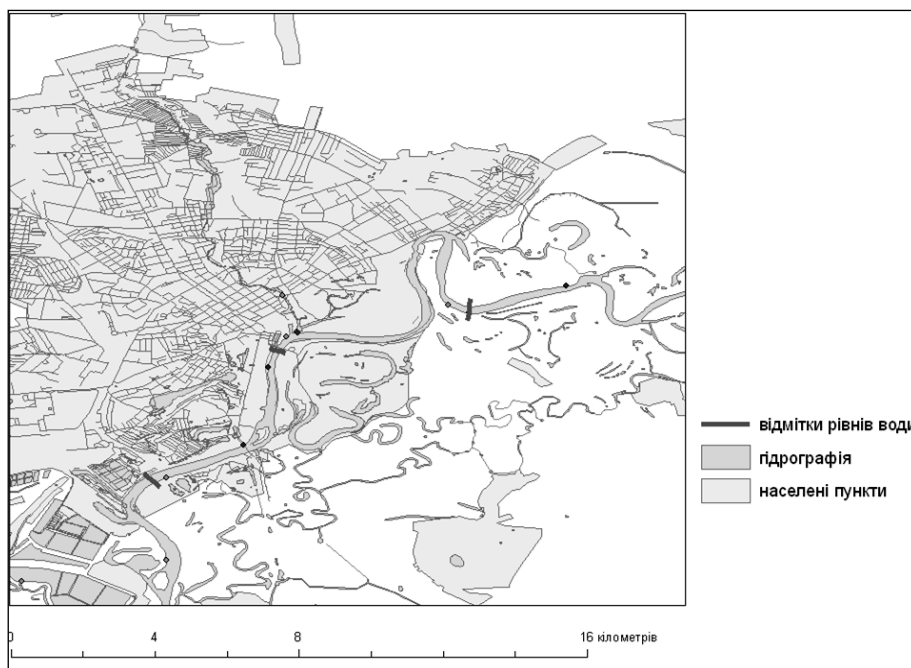 відмітки рівнів води
гідрографія
населені пункти
0 4 8 16 кілометрів